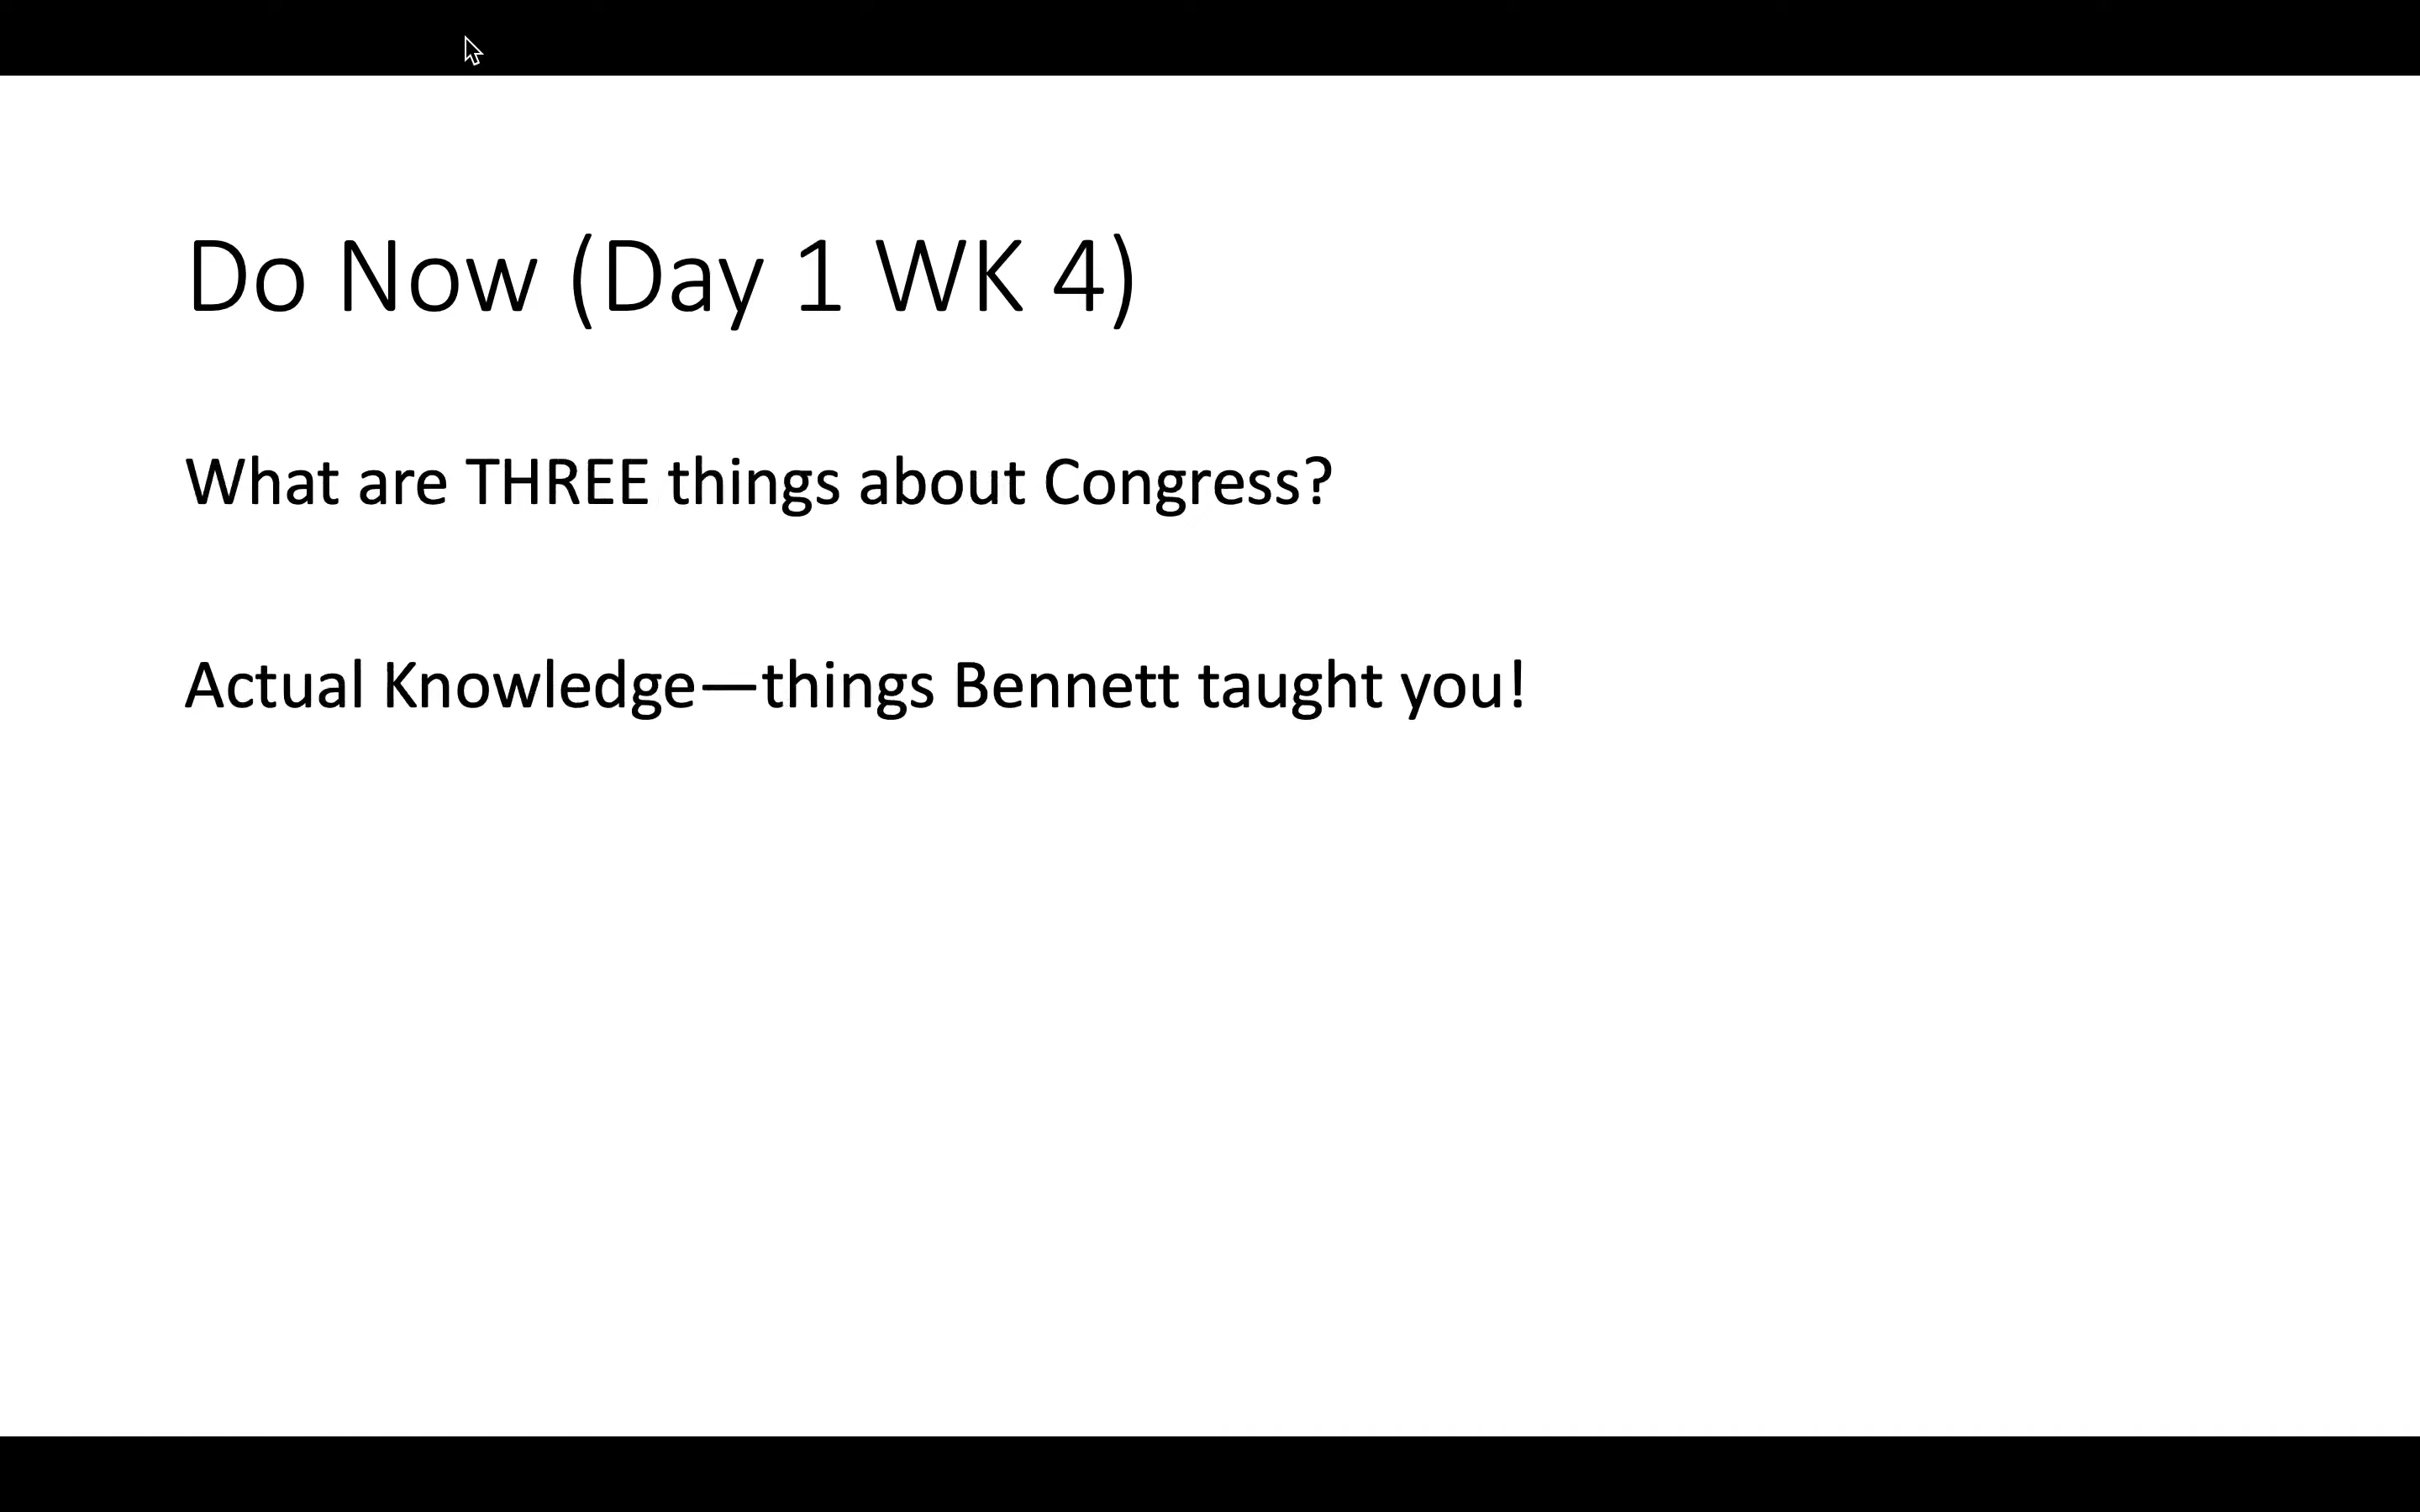 Do Now (Day 1 WK 4)
What are THREE things about Congress?
Actual Knowledge—things Bennett taught you!